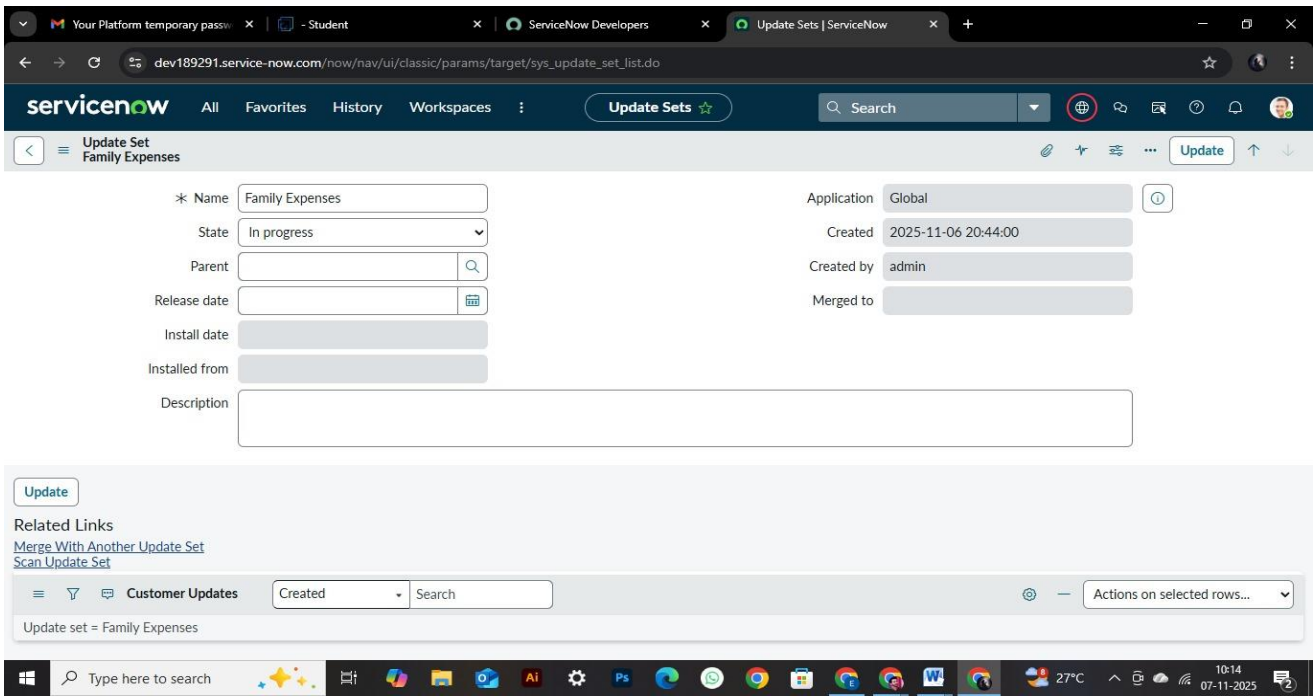 Your Platform temporary passw
- Student
ServiceNow Developers
Update Sets | ServiceNow
dev189291.service-now.com/now/nav/ui/classic/params/target/sys_update_set_list.do
servicenow All Favorites History Workspaces Update Sets Search
Update Set
Family Expenses
Update
Name Family Expenses
Application Global
State In progress
Created 2025-11-06 20:44:00
Parent
Created by admin
Release date
Merged to
Install date
Installed from
Description
Update
Related Links
Merge With Another Update Set
Scan Update Set
Customer Updates Created Search Actions on selected rows...
Update set = Family Expenses
Type here to search Ai Ps E W 27°C 10:14
07-11-2025 2